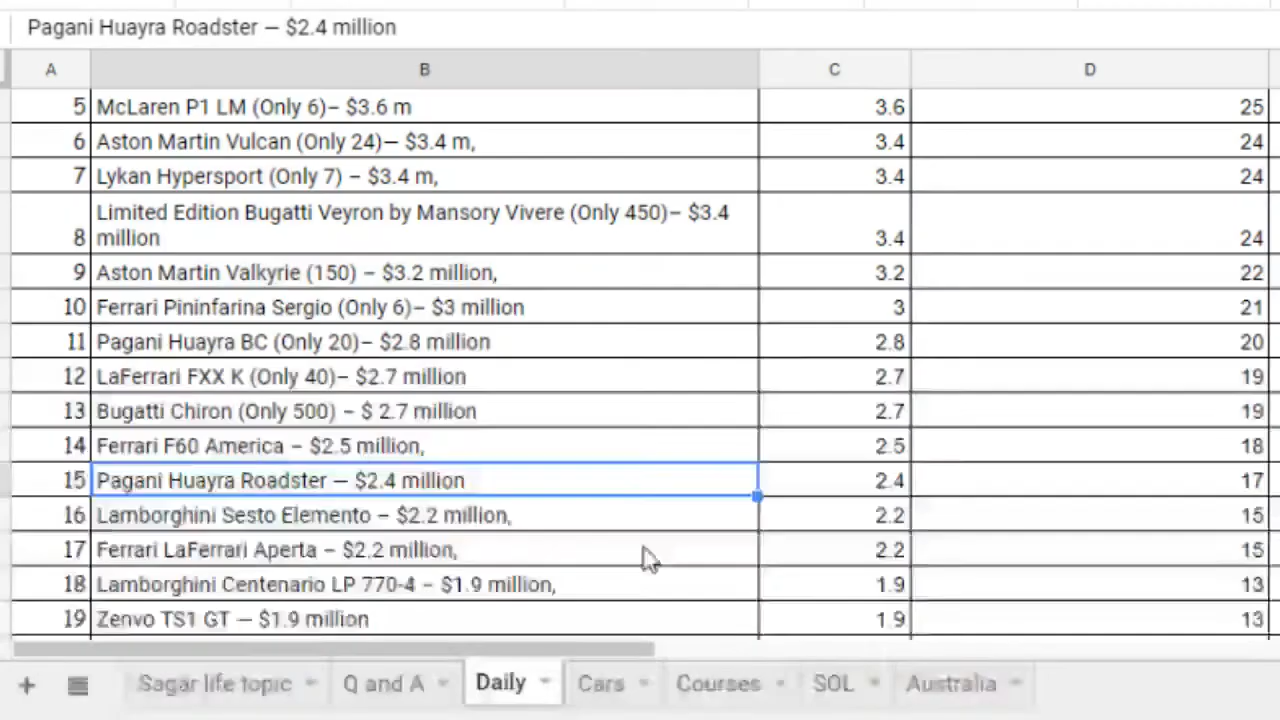 Pagani Huayra Roadster — $2.4 million
A B C D
5 McLaren P1 LM (Only 6)– $3.6 m 3.6 25
6 Aston Martin Vulcan (Only 24)— $3.4 m, 3.4 24
7 Lykan Hypersport (Only 7) – $3.4 m, 3.4 24
Limited Edition Bugatti Veyron by Mansory Vivere (Only 450)– $3.4
8 million 3.4 24
9 Aston Martin Valkyrie (150) – $3.2 million, 3.2 22
10 Ferrari Pininfarina Sergio (Only 6)– $3 million 3 21
11 Pagani Huayra BC (Only 20)– $2.8 million 2.8 20
12 LaFerrari FXX K (Only 40)– $2.7 million 2.7 19
13 Bugatti Chiron (Only 500) – $ 2.7 million 2.7 19
14 Ferrari F60 America – $2.5 million, 2.5 18
15 Pagani Huayra Roadster — $2.4 million 2.4 17
16 Lamborghini Sesto Elemento – $2.2 million, 2.2 15
17 Ferrari LaFerrari Aperta – $2.2 million, 2.2 15
18 Lamborghini Centenario LP 770-4 – $1.9 million, 1.9 13
19 Zenvo TS1 GT — $1.9 million 1.9 13
Sagar life topic Q and A Daily Cars Courses SOL Australia